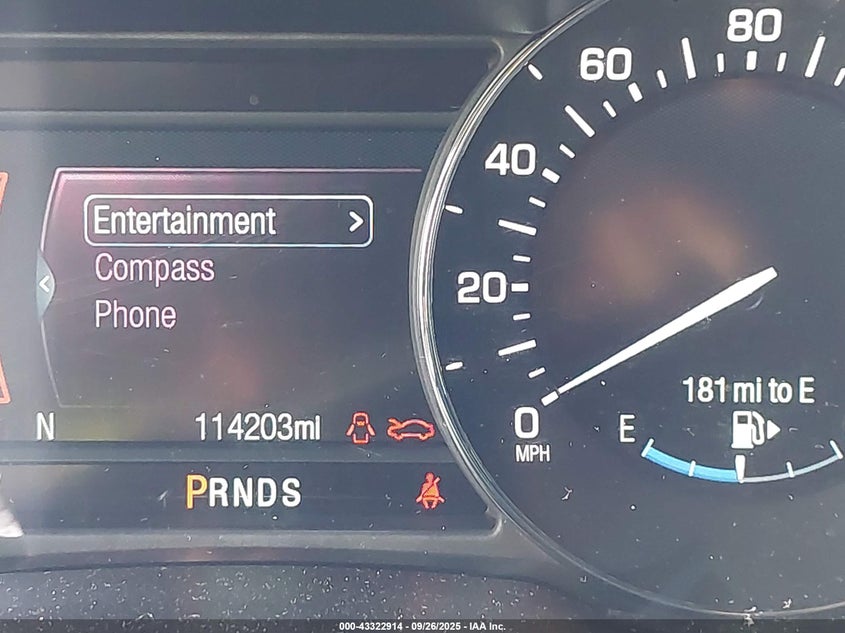 Entertainment >
Compass
Phone
<
N
114203mi
PRNDS
80
60
40
20
0
MPH
181 mi to E
E
000-43322914 - 09/26/2025 - IAA Inc.